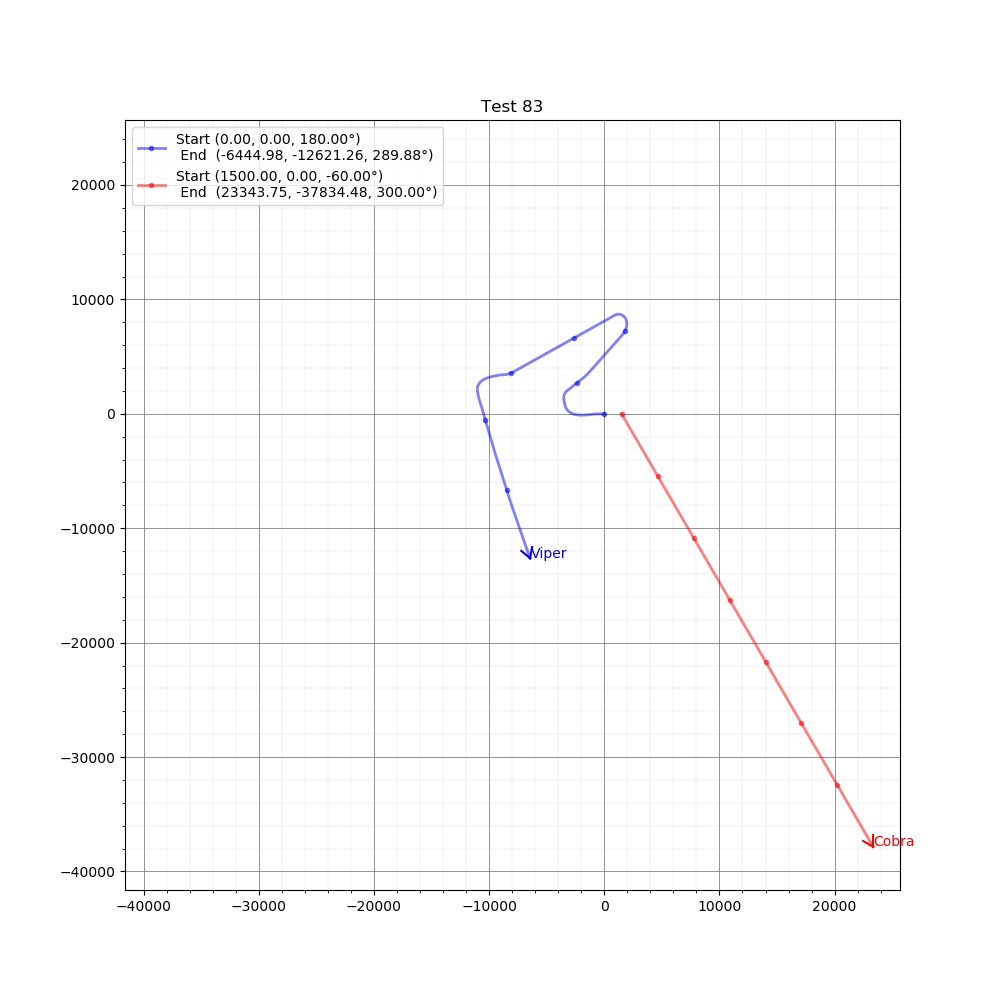 Test 83
Start (0.00, 0.00, 180.00°)
End (-6444.98, -12621.26, 289.88°)
Start (1500.00, 0.00, -60.00°)
End (23343.75, -37834.48, 300.00°)
20000
10000
0
−10000
−20000
−30000
−40000
Viper
Cobra
−40000 −30000 −20000 −10000 0 10000 20000